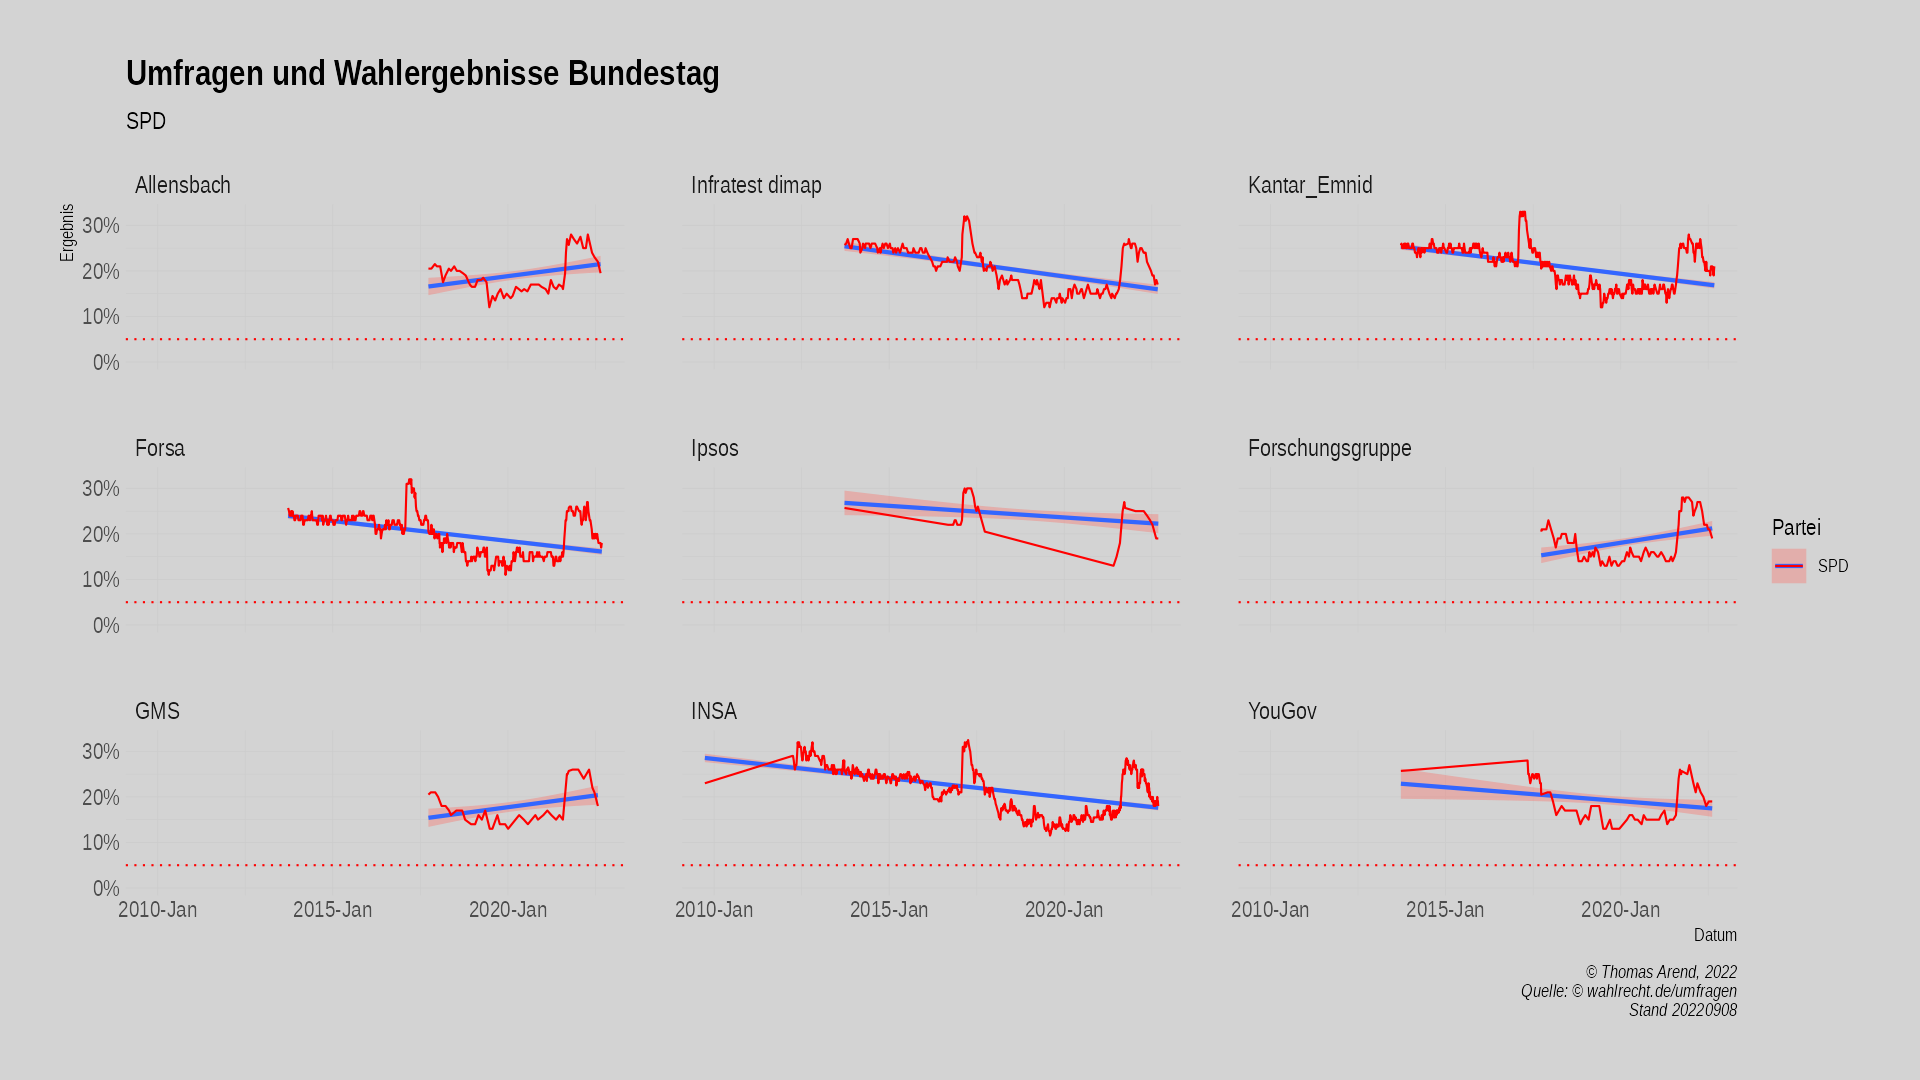 Umfragen und Wahlergebnisse Bundestag
SPD
Allensbach
Infratest dimap
Kantar_Emnid
Ergebnis
30%
20%
10%
0%
Forsa
Ipsos
Forschungsgruppe
30%
20%
10%
0%
Partei
SPD
GMS
INSA
YouGov
30%
20%
10%
0%
2010-Jan 2015-Jan 2020-Jan 2010-Jan 2015-Jan 2020-Jan 2010-Jan 2015-Jan 2020-Jan
Datum
© Thomas Arend, 2022
Quelle: © wahlrecht.de/umfragen
Stand 20220908